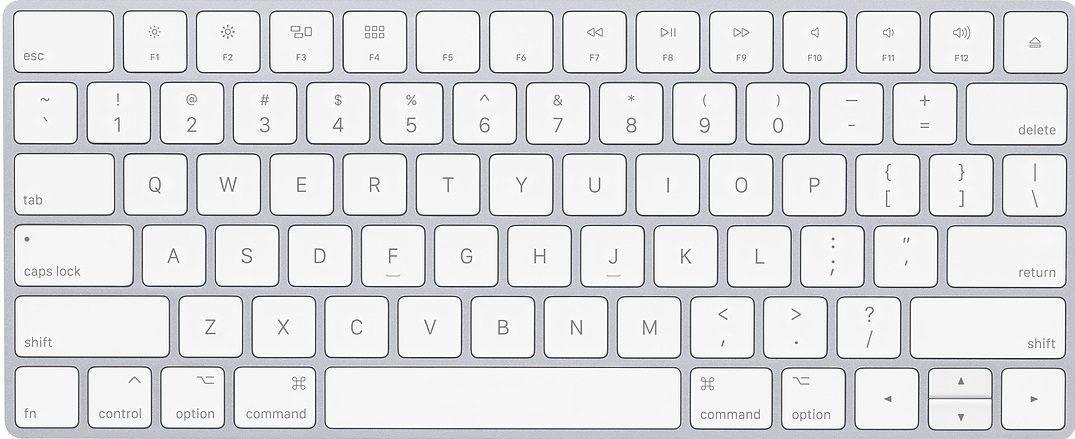 esc F1 F2 F3 F4 F5 F6 F7 F8 F9 F10 F11 F12
~ ! @ # $ % ^ & * ( ) — +
` 1 2 3 4 5 6 7 8 9 0 - = delete
tab Q W E R T Y U I O P { } |
[ ] \
caps lock A S D F G H J K L : "
; ' return
shift Z X C V B N M < > ?
, . / shift
fn control option command command option